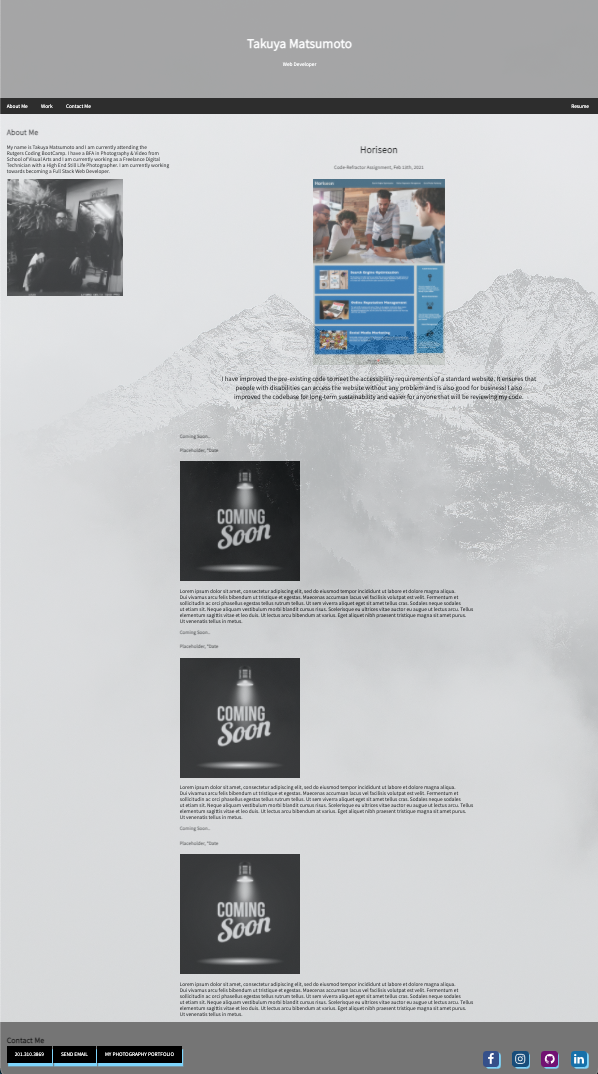 Takuya Matsumoto
Web Developer
About Me
Work
Contact Me
Resume
About Me
My name is Takuya Matsumoto and I am currently attending the
Rutgers Coding BootCamp. I have a BFA in Photography & Video from
School of Visual Arts and I am currently working as a Freelance Digital
Technician with a High End Still Life Photographer. I am currently working
towards becoming a Full Stack Web Developer.
Horiseon
Code-Refractor Assignment, Feb 13th, 2021
Horiseon
Search Engine Optimization
Online Reputation Management
Social Media Marketing
I have improved the pre-existing code to meet the accessibility requirements of a standard website. It ensures that
people with disabilities can access the website without any problem and is also good for business! I also
improved the codebase for long-term sustainability and easier for anyone that will be reviewing my code.
Coming Soon..
Placeholder, *Date
COMING
Soon
Lorem ipsum dolor sit amet, consectetur adipiscing elit, sed do eiusmod tempor incididunt ut labore et dolore magna aliqua.
Dui vivamus arcu felis bibendum ut tristique et egestas. Maecenas accumsan lacus vel facilisis volutpat est velit. Fermentum et
sollicitudin ac orci phasellus egestas tellus rutrum tellus. Ut sem viverra aliquet eget sit amet tellus cras. Sodales neque sodales
ut etiam sit. Neque aliquam vestibulum morbi blandit cursus risus. Scelerisque eu ultrices vitae auctor eu augue ut lectus arcu bibendum at varius. Eget aliquet nibh praesent tristique magna sit amet purus.
Ut venenatis tellus in metus.
Coming Soon..
Placeholder, *Date
COMING
Soon
Lorem ipsum dolor sit amet, consectetur adipiscing elit, sed do eiusmod tempor incididunt ut labore et dolore magna aliqua.
Dui vivamus arcu felis bibendum ut tristique et egestas. Maecenas accumsan lacus vel facilisis volutpat est velit. Fermentum et
sollicitudin ac orci phasellus egestas tellus rutrum tellus. Ut sem viverra aliquet eget sit amet tellus cras. Sodales neque sodales
ut etiam sit. Neque aliquam vestibulum morbi blandit cursus risus. Scelerisque eu ultrices vitae auctor eu augue ut lectus. Tellus
elementum sagittis vitae et leo. Ut lectus arcu bibendum at varius. Eget aliquet nibh praesent tristique magna sit amet purus.
Ut venenatis tellus in metus.
Coming Soon..
Placeholder, *Date
COMING
Soon
Lorem ipsum dolor sit amet, consectetur adipiscing elit, sed do eiusmod tempor incididunt ut labore et dolore magna aliqua.
Dui vivamus arcu felis bibendum ut tristique et egestas. Maecenas accumsan lacus vel facilisis volutpat est velit. Fermentum et
sollicitudin ac orci phasellus egestas tellus rutrum tellus. Ut sem viverra aliquet eget sit amet tellus cras. Sodales neque sodales
ut etiam sit. Neque aliquam vestibulum morbi blandit cursus risus. Scelerisque eu ultrices vitae auctor eu augue ut lectus. Tellus
elementum sagittis vitae et leo. Ut lectus arcu bibendum at varius. Eget aliquet nibh praesent tristique magna sit amet purus.
Ut venenatis tellus in metus.
Contact Me
201.310.3869
SEND EMAIL
MY PHOTOGRAPHY PORTFOLIO